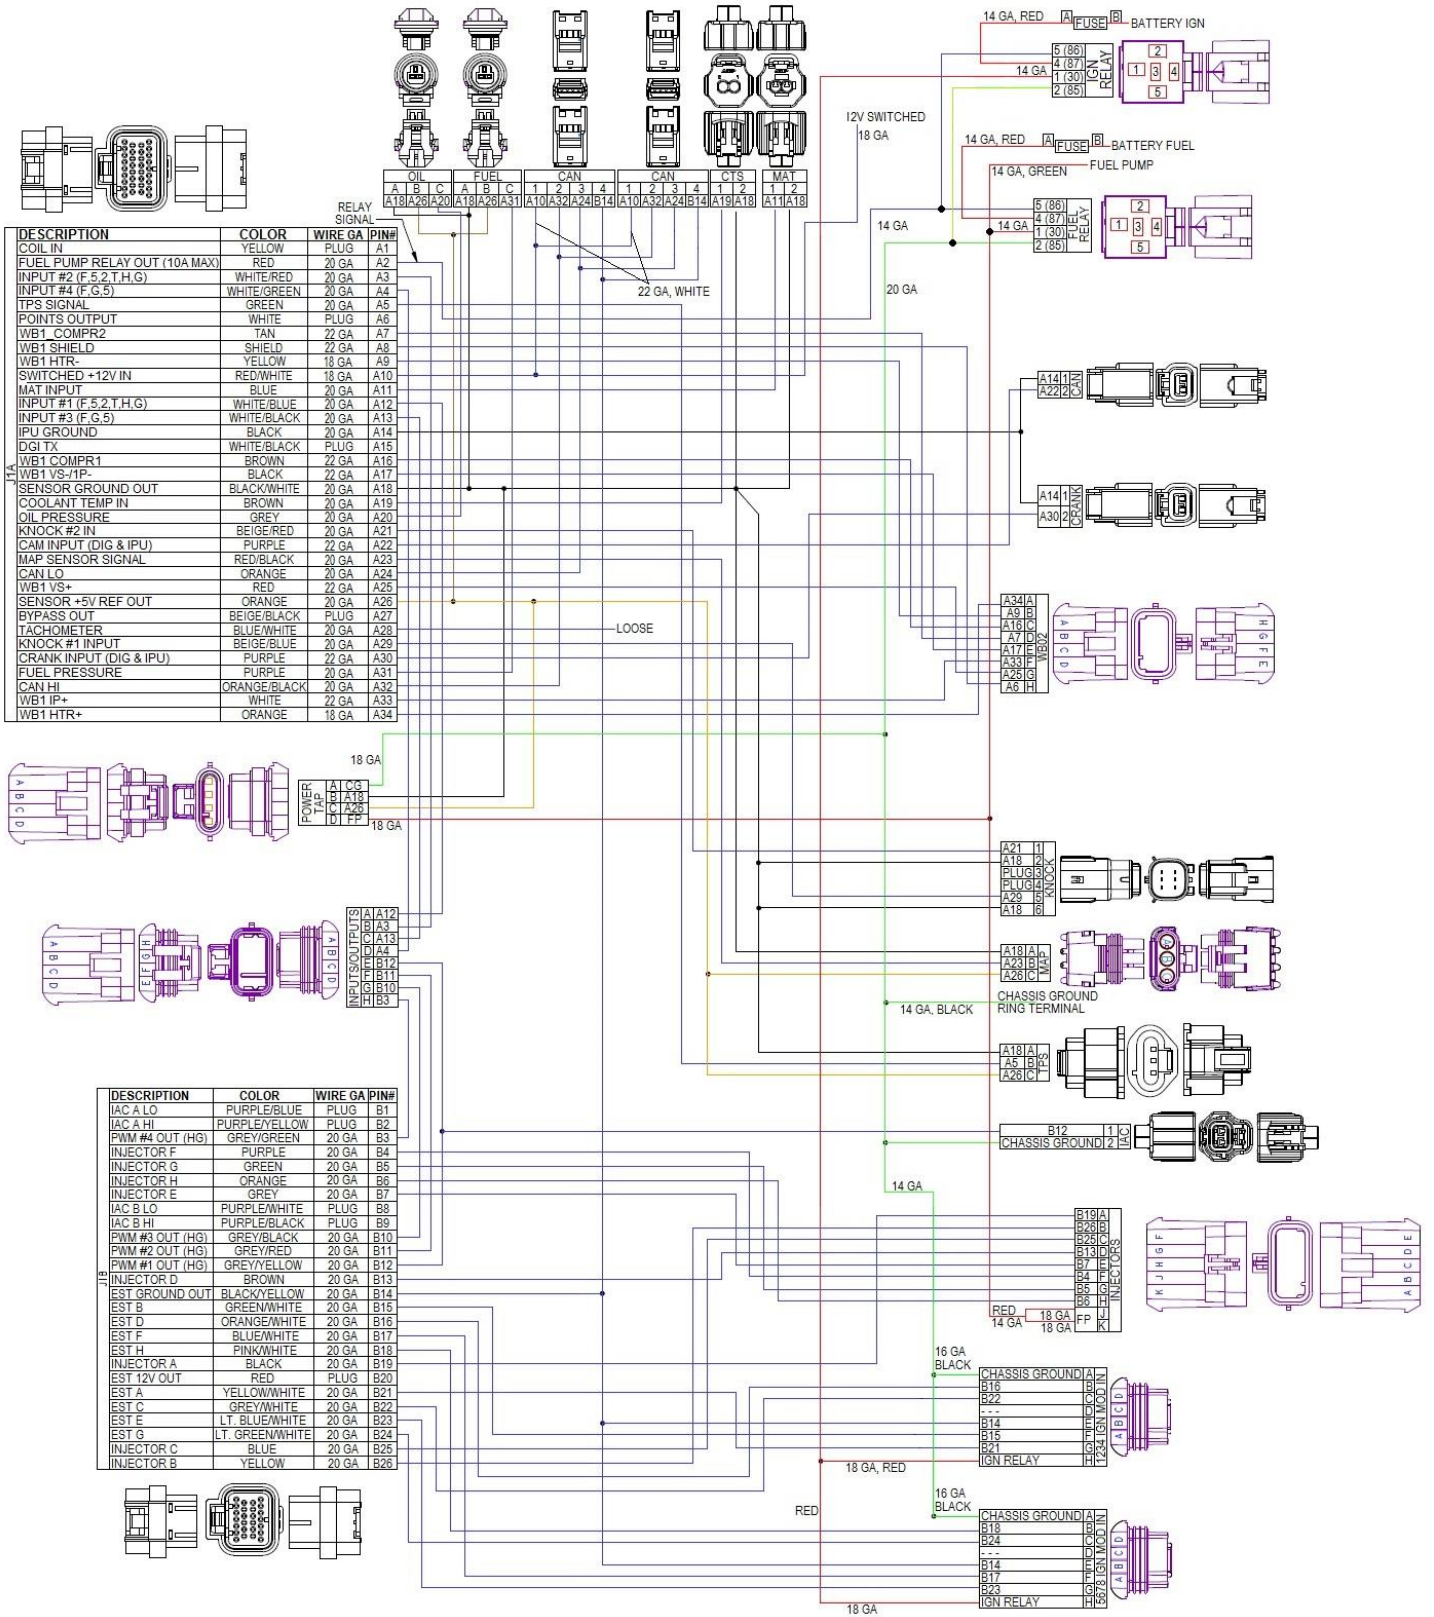 14 GA, RED A FUSE B BATTERY IGN
5 (86)
4 (87)
14 GA 1 (30)
2 (85)
IGN RELAY
2
1 3 4
5
12V SWITCHED
18 GA
14 GA, RED A FUSE B BATTERY FUEL
FUEL PUMP
14 GA, GREEN
5 (86)
4 (87)
14 GA 1 (30)
2 (85)
FUEL RELAY
2
1 3 4
5
14 GA
20 GA
OIL FUEL CAN CAN CTS MAT
A B C A B C 1 2 3 4 1 2 3 4 1 2 1 2
A18 A26 A20 A18 A26 A31 A10 A32 A24 B14 A10 A32 A24 B14 A19 A18 A11 A18
RELAY
SIGNAL
22 GA, WHITE
J1A
DESCRIPTION COLOR WIRE GA PIN#
COIL IN YELLOW PLUG A1
FUEL PUMP RELAY OUT (10A MAX) RED 20 GA A2
INPUT #2 (F,5,2,T,H,G) WHITE/RED 20 GA A3
INPUT #4 (F,G,5) WHITE/GREEN 20 GA A4
TPS SIGNAL GREEN 20 GA A5
POINTS OUTPUT WHITE PLUG A6
WB1_COMPR2 TAN 22 GA A7
WB1 SHIELD SHIELD 22 GA A8
WB1 HTR- YELLOW 18 GA A9
SWITCHED +12V IN RED/WHITE 18 GA A10
MAT INPUT BLUE 20 GA A11
INPUT #1 (F,5,2,T,H,G) WHITE/BLUE 20 GA A12
INPUT #3 (F,G,5) WHITE/BLACK 20 GA A13
IPU GROUND BLACK 20 GA A14
DGI TX WHITE/BLACK PLUG A15
WB1 COMPR1 BROWN 22 GA A16
WB1 VS-/1P- BLACK 22 GA A17
SENSOR GROUND OUT BLACK/WHITE 20 GA A18
COOLANT TEMP IN BROWN 20 GA A19
OIL PRESSURE GREY 20 GA A20
KNOCK #2 IN BEIGE/RED 20 GA A21
CAM INPUT (DIG & IPU) PURPLE 22 GA A22
MAP SENSOR SIGNAL RED/BLACK 20 GA A23
CAN LO ORANGE 20 GA A24
WB1 VS+ RED 22 GA A25
SENSOR +5V REF OUT ORANGE 20 GA A26
BYPASS OUT BEIGE/BLACK PLUG A27
TACHOMETER BLUE/WHITE 20 GA A28
KNOCK #1 INPUT BEIGE/BLUE 20 GA A29
CRANK INPUT (DIG & IPU) PURPLE 22 GA A30
FUEL PRESSURE PURPLE 20 GA A31
CAN HI ORANGE/BLACK 20 GA A32
WB1 IP+ WHITE 22 GA A33
WB1 HTR+ ORANGE 18 GA A34
LOOSE
A14 1
A22 2
CAN
A14 1
A30 2
CRANK
A34 A
A9 B
A16 C
A7 D
A17 E
A33 F
A25 G
A6 H
WB02
A B C D
H G F E
18 GA
POWER TAP
A CG
B A18
C A26
D FP
18 GA
A B C D
A21 1
A18 2
PLUG 3
PLUG 4
A29 5
A18 6
KNOCK
INPUTS/OUTPUTS
A A12
B A3
C A13
D A4
E B12
F B11
G B10
H B3
A B C D
E F G H
A B C D
A18 A
A23 B
A26 C
MAP
A B C
14 GA, BLACK
CHASSIS GROUND
RING TERMINAL
A18 A
A5 B
A26 C
TPS
B12 1
CHASSIS GROUND 2
IAC
J1B
DESCRIPTION COLOR WIRE GA PIN#
IAC A LO PURPLE/BLUE PLUG B1
IAC A HI PURPLE/YELLOW PLUG B2
PWM #4 OUT (HG) GREY/GREEN 20 GA B3
INJECTOR F PURPLE 20 GA B4
INJECTOR G GREEN 20 GA B5
INJECTOR H ORANGE 20 GA B6
INJECTOR E GREY 20 GA B7
IAC B LO PURPLE/WHITE PLUG B8
IAC B HI PURPLE/BLACK PLUG B9
PWM #3 OUT (HG) GREY/BLACK 20 GA B10
PWM #2 OUT (HG) GREY/RED 20 GA B11
PWM #1 OUT (HG) GREY/YELLOW 20 GA B12
INJECTOR D BROWN 20 GA B13
EST GROUND OUT BLACK/YELLOW 20 GA B14
EST B GREEN/WHITE 20 GA B15
EST D ORANGE/WHITE 20 GA B16
EST F BLUE/WHITE 20 GA B17
EST H PINK/WHITE 20 GA B18
INJECTOR A BLACK 20 GA B19
EST 12V OUT RED PLUG B20
EST A YELLOW/WHITE 20 GA B21
EST C GREY/WHITE 20 GA B22
EST E LT. BLUE/WHITE 20 GA B23
EST G LT. GREEN/WHITE 20 GA B24
INJECTOR C BLUE 20 GA B25
INJECTOR B YELLOW 20 GA B26
14 GA
B19 A
B26 B
B25 C
B13 D
B7 E
B4 F
B5 G
B6 H
RED
14 GA
18 GA
18 GA
FP J
K
INJECTORS
K J H G F
A B C D E
16 GA
BLACK
CHASSIS GROUND A
B16 B
B22 C
- - - D
B14 E
B15 F
B21 G
IGN RELAY H
1234 IGN MOD IN
A B C D
18 GA, RED
RED
16 GA
BLACK
CHASSIS GROUND A
B18 B
B24 C
- - - D
B14 E
B17 F
B23 G
IGN RELAY H
5678 IGN MOD IN
A B C D
18 GA